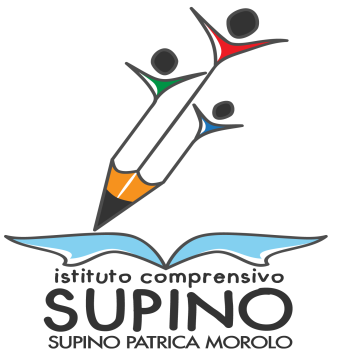 istituto comprensivo
SUPINO
SUPINO PATRICA MOROLO